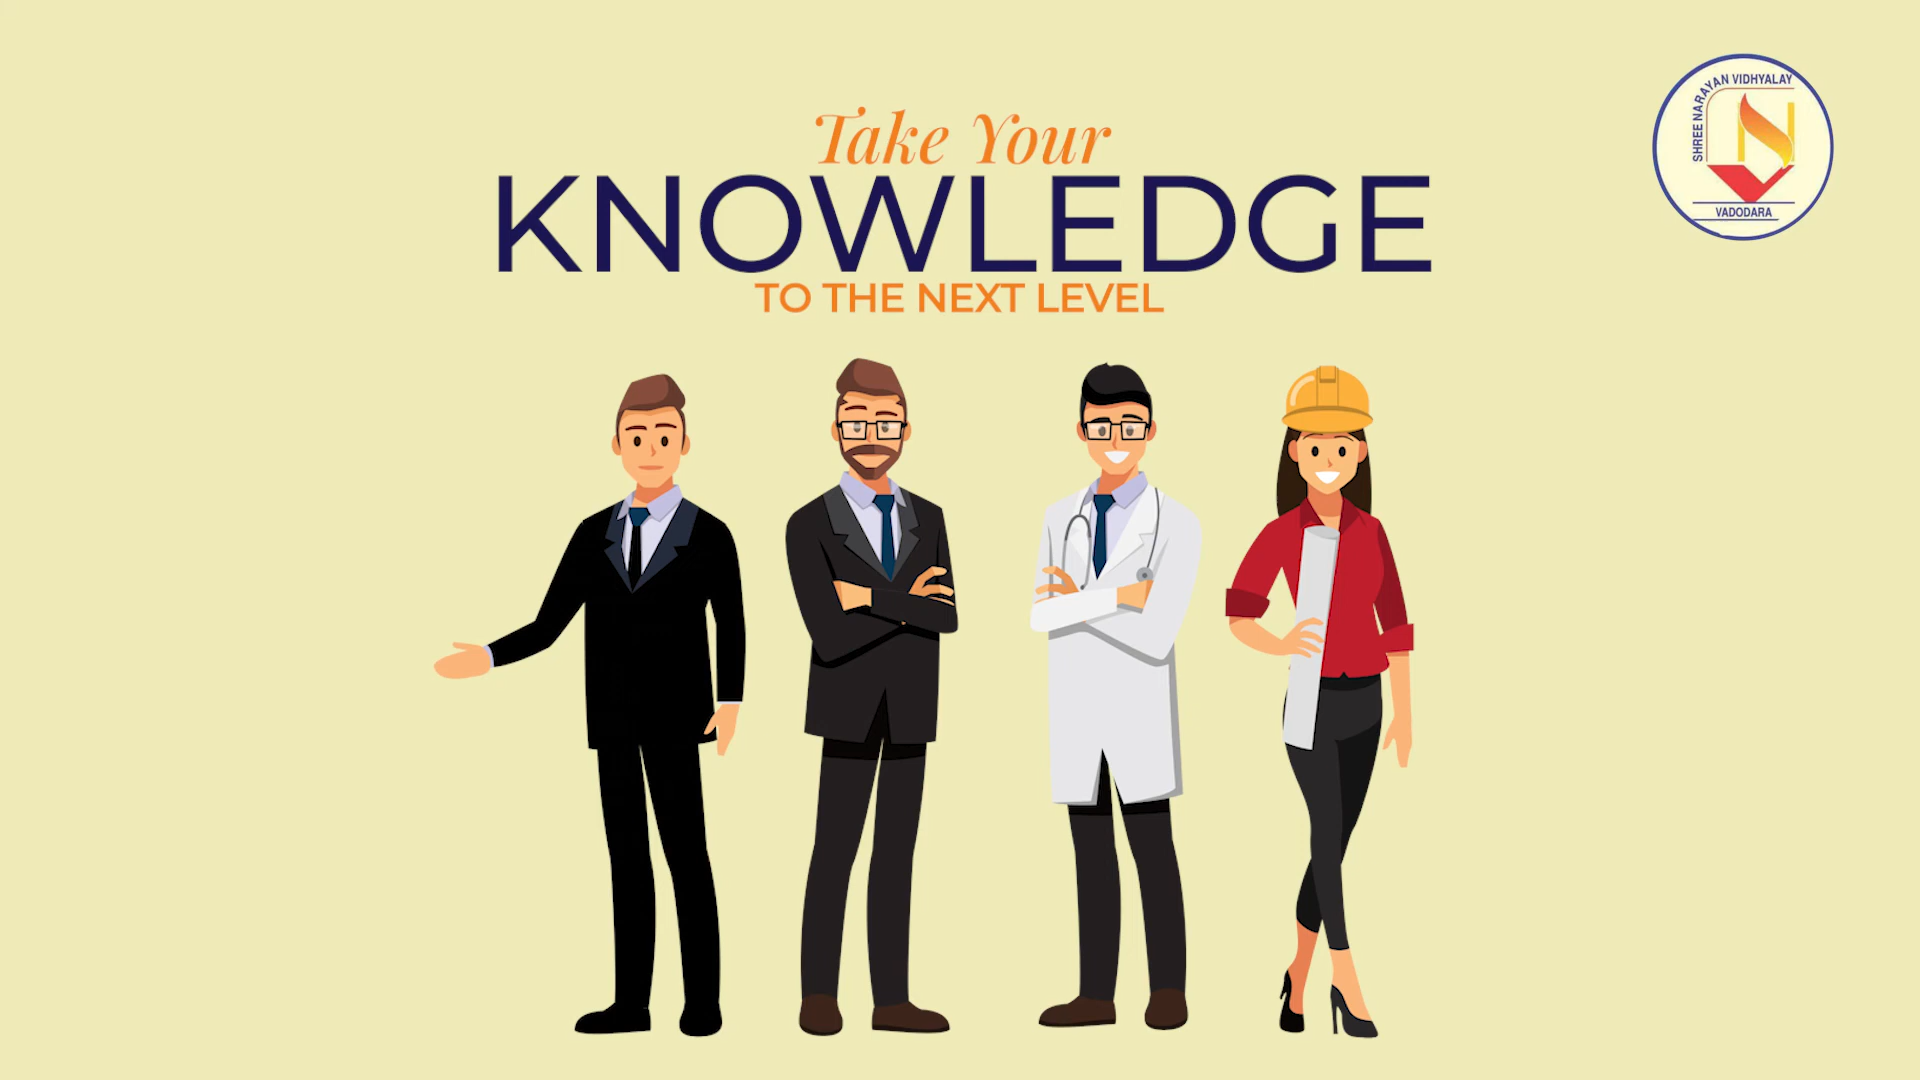 Take Your
KNOWLEDGE
TO THE NEXT LEVEL
SHREE NARAYAN VIDHYALAY
VADODARA